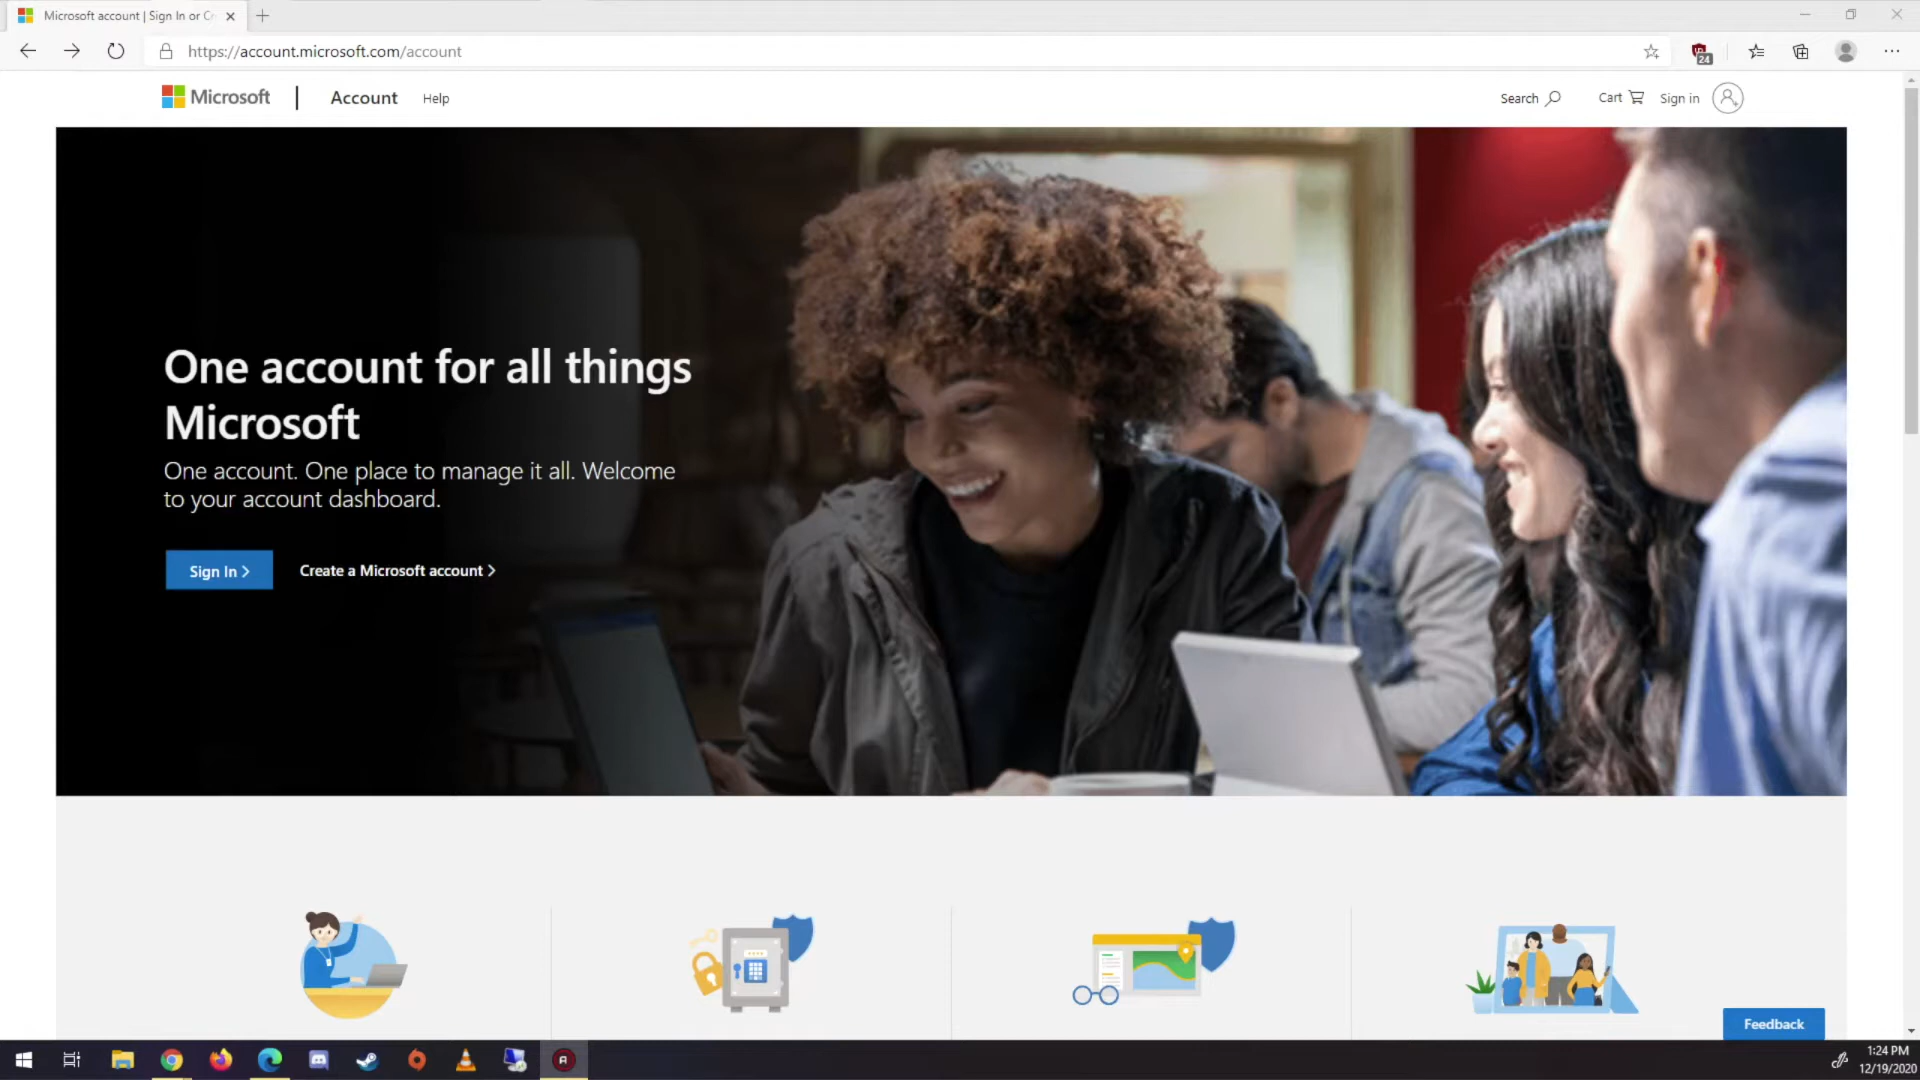 Microsoft account | Sign In or Cr
https://account.microsoft.com/account
24
Microsoft
Account
Help
Search
Cart
Sign in
One account for all things
Microsoft
One account. One place to manage it all. Welcome
to your account dashboard.
Sign In >
Create a Microsoft account >
Feedback
1:24 PM
12/19/2020